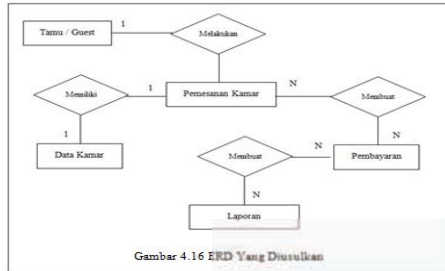 1
Tamu / Guest
Melakukan
Memiliki
1
Pemesanan Kamar
N
Membuat
1
N
Data Kamar
Membuat
N
Pembayaran
N
Laporan
Gambar 4.16 ERD Yang Diusulkan